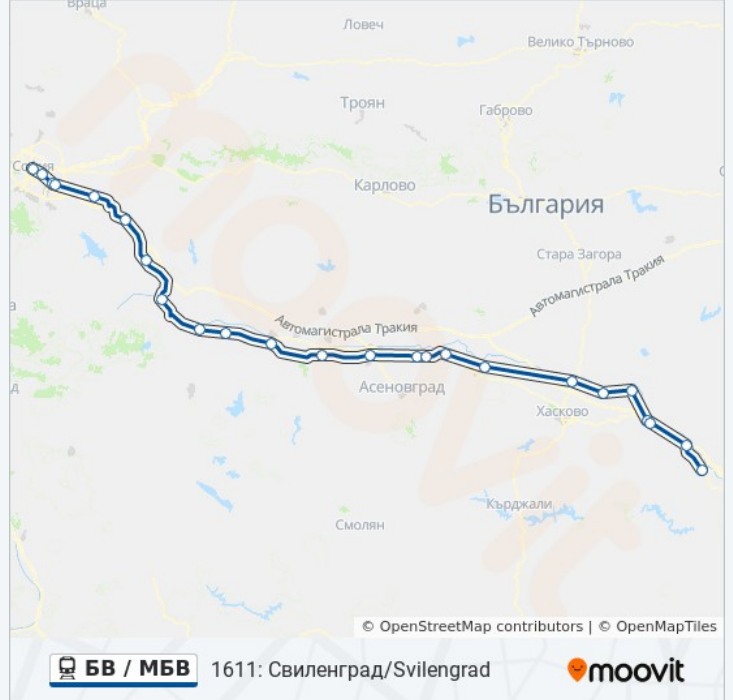 Враца
Ловеч
Велико Търново
Троян
Габрово
София
Карлово
България
Стара Загора
Автомагистрала Тракия
Автомагистрала Тракия
Асеновград
Хасково
Кърджали
Смолян
moovit
© OpenStreetMap contributors | © OpenMapTiles
БВ / МБВ 1611: Свиленград/Svilengrad moovit